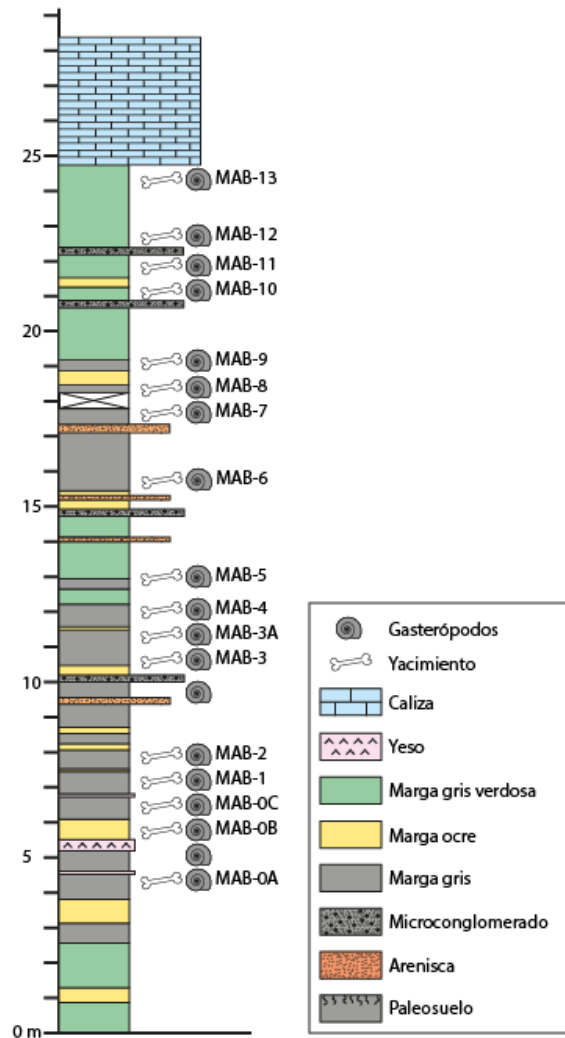 25
MAB-13
MAB-12
MAB-11
MAB-10
20
MAB-9
MAB-8
MAB-7
MAB-6
15
MAB-5
MAB-4
MAB-3A
MAB-3
10
MAB-2
MAB-1
MAB-0C
MAB-0B
5
MAB-0A
0 m
Gasterópodos
Yacimiento
Caliza
Yeso
Marga gris verdosa
Marga ocre
Marga gris
Microconglomerado
Arenisca
Paleosuelo